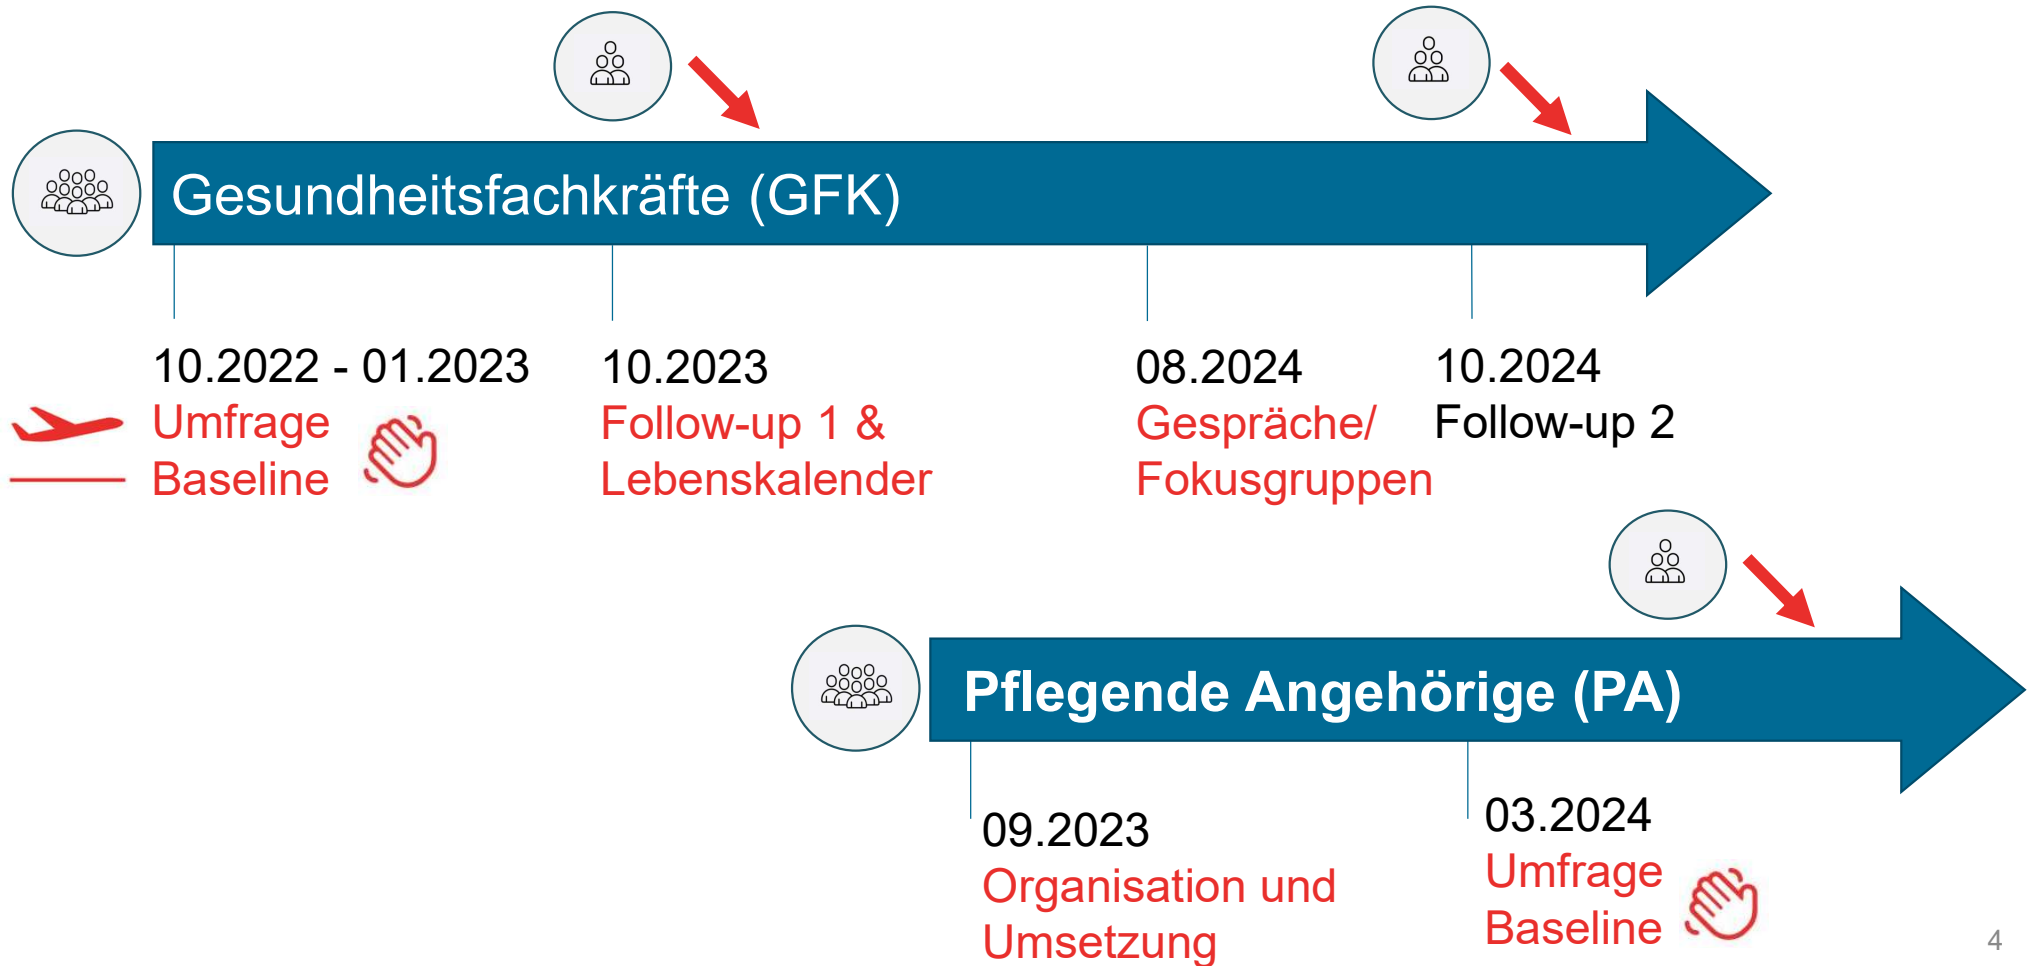 Gesundheitsfachkräfte (GFK)
10.2022 - 01.2023
Umfrage
Baseline
10.2023
Follow-up 1 &
Lebenskalender
08.2024
Gespräche/
Fokusgruppen
10.2024
Follow-up 2
Pflegende Angehörige (PA)
09.2023
Organisation und
Umsetzung
03.2024
Umfrage
Baseline
4